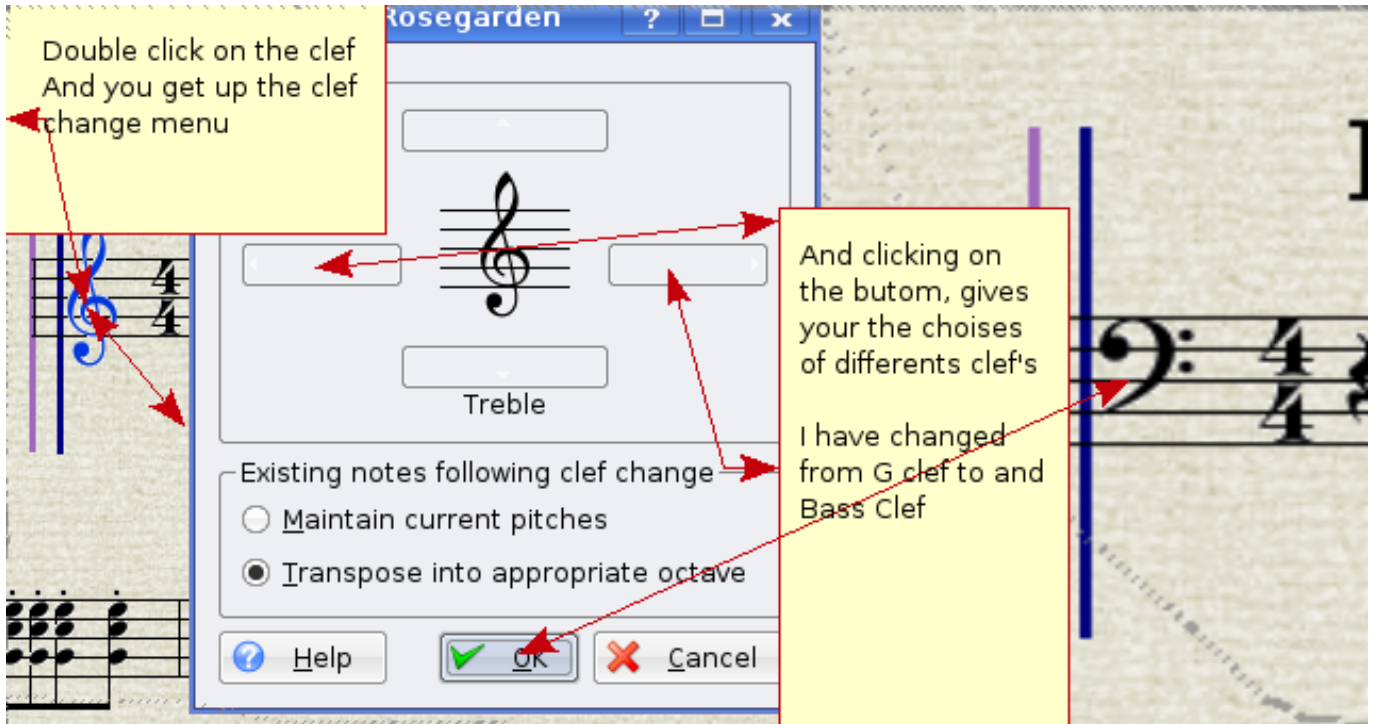 Rosegarden
Double click on the clef
And you get up the clef
change menu
Treble
Existing notes following clef change
Maintain current pitches
Transpose into appropriate octave
Help
OK
Cancel
And clicking on
the butom, gives
your the choises
of differents clef's
I have changed
from G clef to and
Bass Clef
4
4
4
4